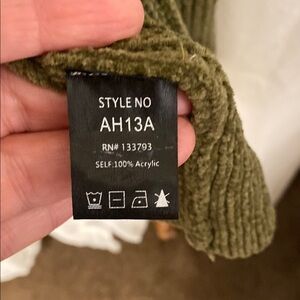 STYLE NO
AH13A
RN# 133793
SELF:100% Acrylic